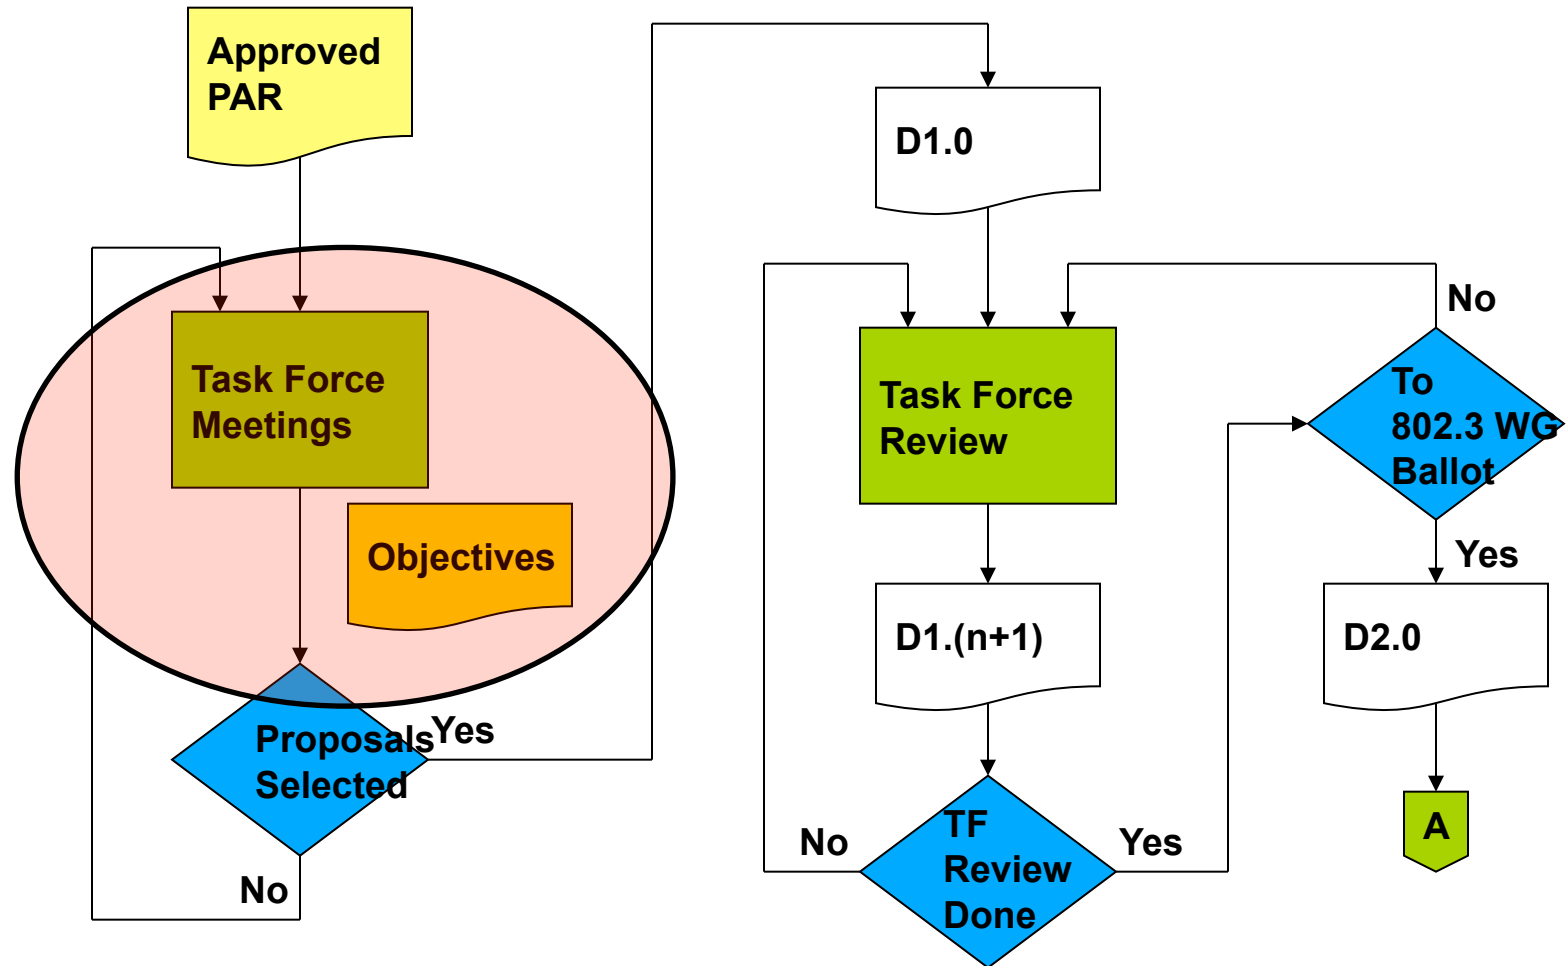 Approved
PAR
Task Force
Meetings
Objectives
Proposals
Selected
Yes
No
D1.0
Task Force
Review
D1.(n+1)
TF
Review
Done
No
Yes
To
802.3 WG
Ballot
No
Yes
D2.0
A